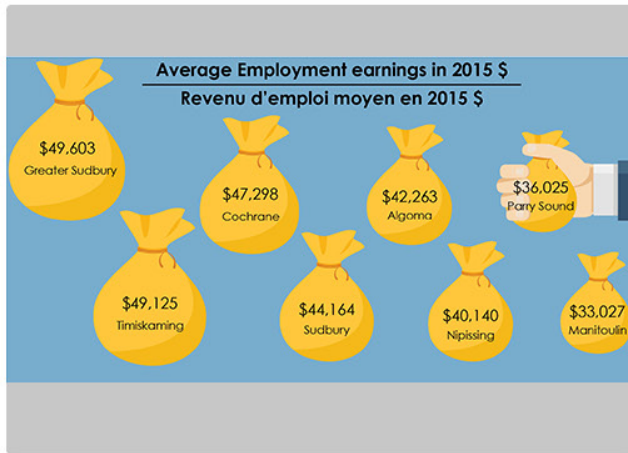 Average Employment earnings in 2015 $
Revenu d'emploi moyen en 2015 $
$49,603
Greater Sudbury
$47,298
Cochrane
$42,263
Algoma
$36,025
Parry Sound
$49,125
Timiskaming
$44,164
Sudbury
$40,140
Nipissing
$33,027
Manitoulin